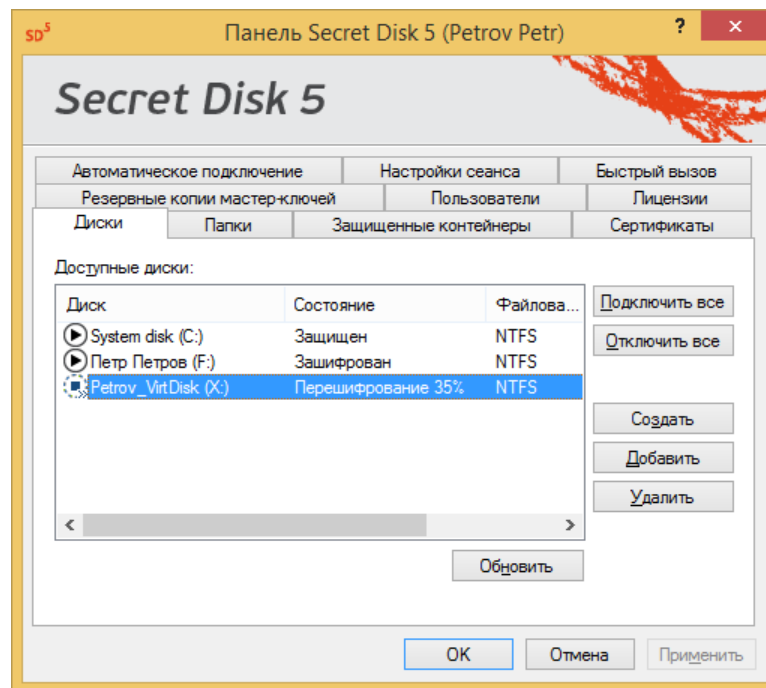 SD5
Панель Secret Disk 5 (Petrov Petr)
?
Secret Disk 5
Автоматическое подключение Настройки сеанса Быстрый вызов
Резервные копии мастер-ключей Пользователи Лицензии
Диски Папки Защищенные контейнеры Сертификаты
Доступные диски:
Диск Состояние Файлова...
System disk (C:) Защищен NTFS
Петр Петров (F:) Зашифрован NTFS
Petrov_VirtDisk (X:) Перешифрование 35% NTFS
Подключить все
Отключить все
Создать
Добавить
Удалить
Обновить
OK Отмена Применить